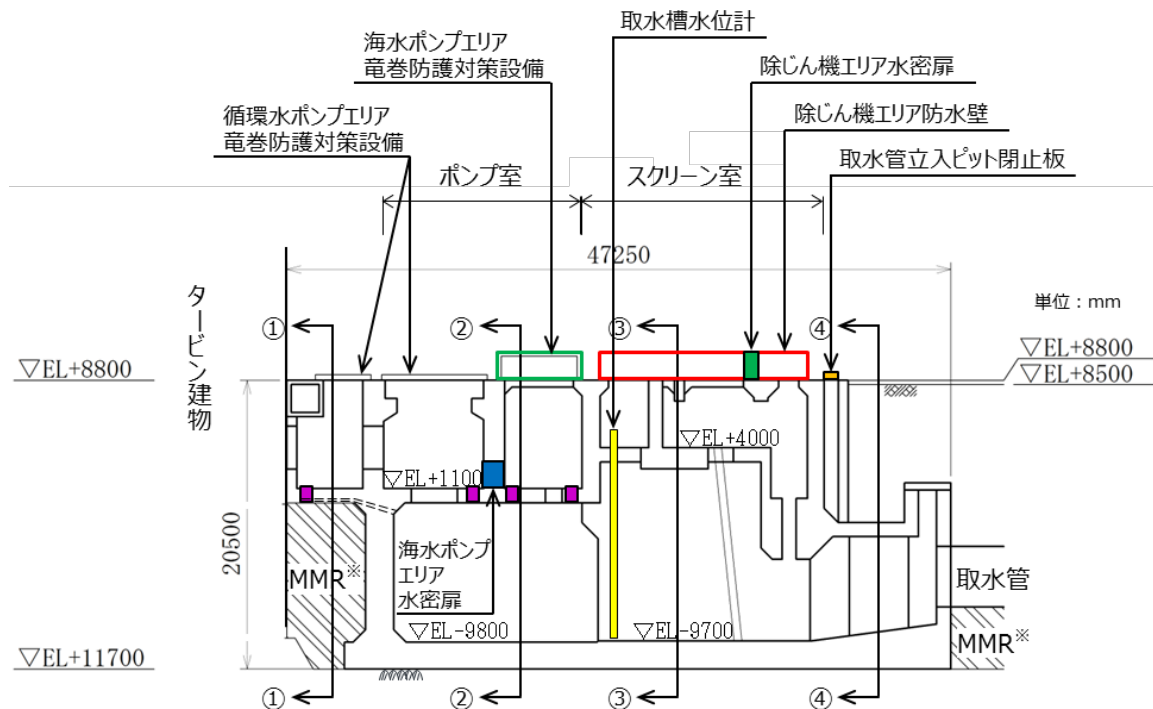 取水槽水位計
海水ポンプエリア
竜巻防護対策設備
除じん機エリア水密扉
循環水ポンプエリア
竜巻防護対策設備
除じん機エリア防水壁
取水管立入ピット閉止板
ポンプ室
スクリーン室
47250
タービン建物
単位：mm
①
②
③
④
▽EL+8800
▽EL+8800
▽EL+8500
▽EL+4000
▽EL+1100
20500
海水ポンプ
エリア
水密扉
MMR※
取水管
▽EL-9800
▽EL-9700
MMR※
▽EL+11700
①
②
③
④